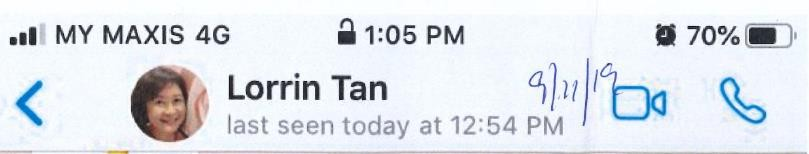 MY MAXIS 4G 1:05 PM 70%
Lorrin Tan
last seen today at 12:54 PM
9/21/19